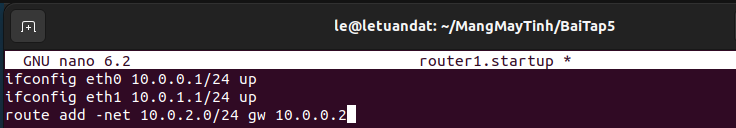 le@letuandat: ~/MangMayTinh/BaiTap5
GNU nano 6.2 router1.startup *
ifconfig eth0 10.0.0.1/24 up
ifconfig eth1 10.0.1.1/24 up
route add -net 10.0.2.0/24 gw 10.0.0.2